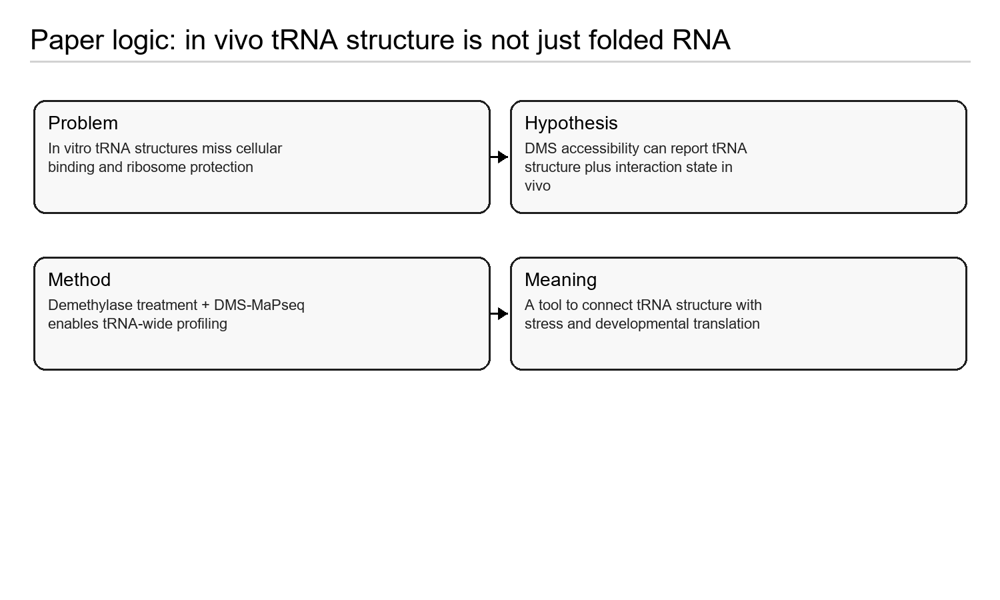 Paper logic: in vivo tRNA structure is not just folded RNA
Problem
In vitro tRNA structures miss cellular
binding and ribosome protection
Hypothesis
DMS accessibility can report tRNA
structure plus interaction state in
vivo
Method
Demethylase treatment + DMS-MaPseq
enables tRNA-wide profiling
Meaning
A tool to connect tRNA structure with
stress and developmental translation